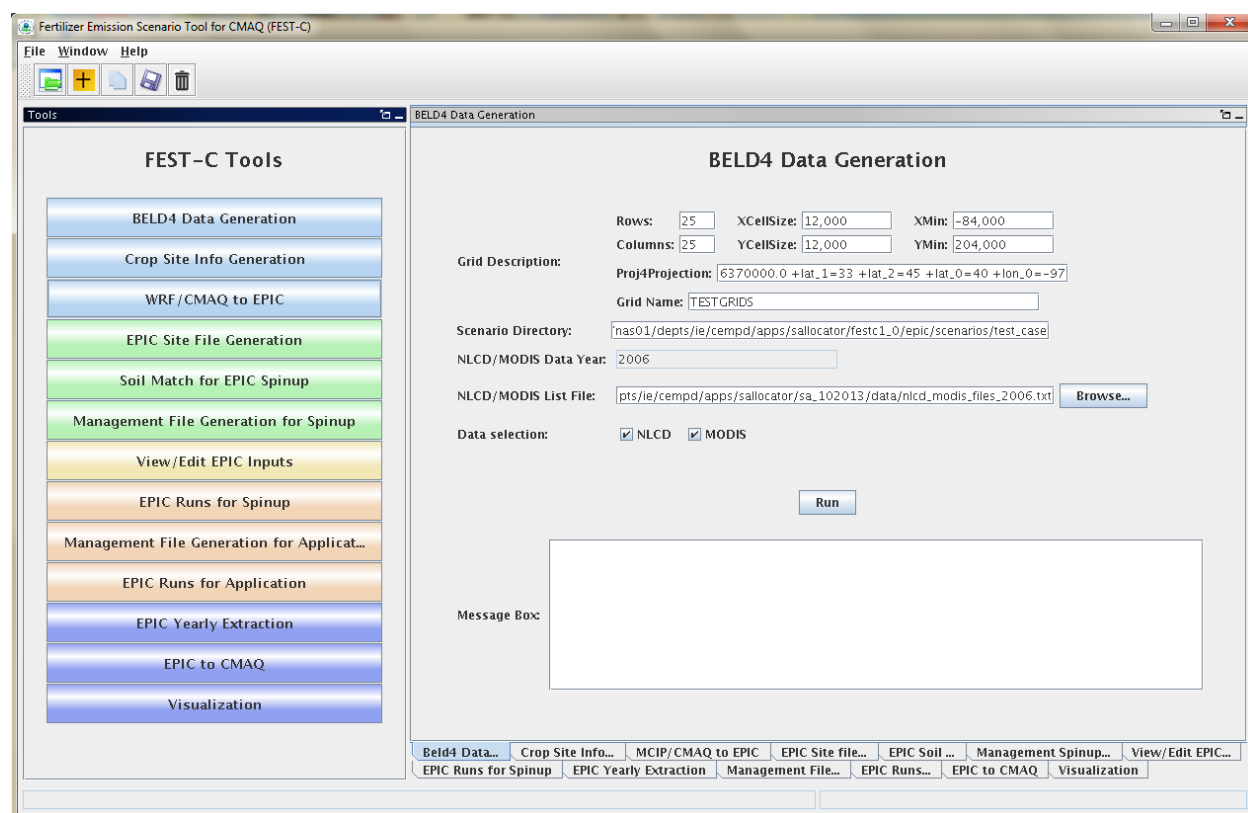 Fertilizer Emission Scenario Tool for CMAQ (FEST-C)
File Window Help
Tools
FEST-C Tools
BELD4 Data Generation
Crop Site Info Generation
WRF/CMAQ to EPIC
EPIC Site File Generation
Soil Match for EPIC Spinup
Management File Generation for Spinup
View/Edit EPIC Inputs
EPIC Runs for Spinup
Management File Generation for Applicat...
EPIC Runs for Application
EPIC Yearly Extraction
EPIC to CMAQ
Visualization
BELD4 Data Generation
BELD4 Data Generation
Grid Description:
Rows: 25 XCellSize: 12,000 XMin: -84,000
Columns: 25 YCellSize: 12,000 YMin: 204,000
Proj4Projection: 6370000.0 +lat_1=33 +lat_2=45 +lat_0=40 +lon_0=-97
Grid Name: TESTGRIDS
Scenario Directory: nas01/depts/ie/cempd/apps/sallocator/festc1_0/epic/scenarios/test_case
NLCD/MODIS Data Year: 2006
NLCD/MODIS List File: pts/ie/cempd/apps/sallocator/sa_102013/data/nlcd_modis_files_2006.txt Browse...
Data selection: NLCD MODIS
Run
Message Box:
Beld4 Data... Crop Site Info... MCIP/CMAQ to EPIC EPIC Site file... EPIC Soil ... Management Spinup... View/Edit EPIC...
EPIC Runs for Spinup EPIC Yearly Extraction Management File... EPIC Runs... EPIC to CMAQ Visualization